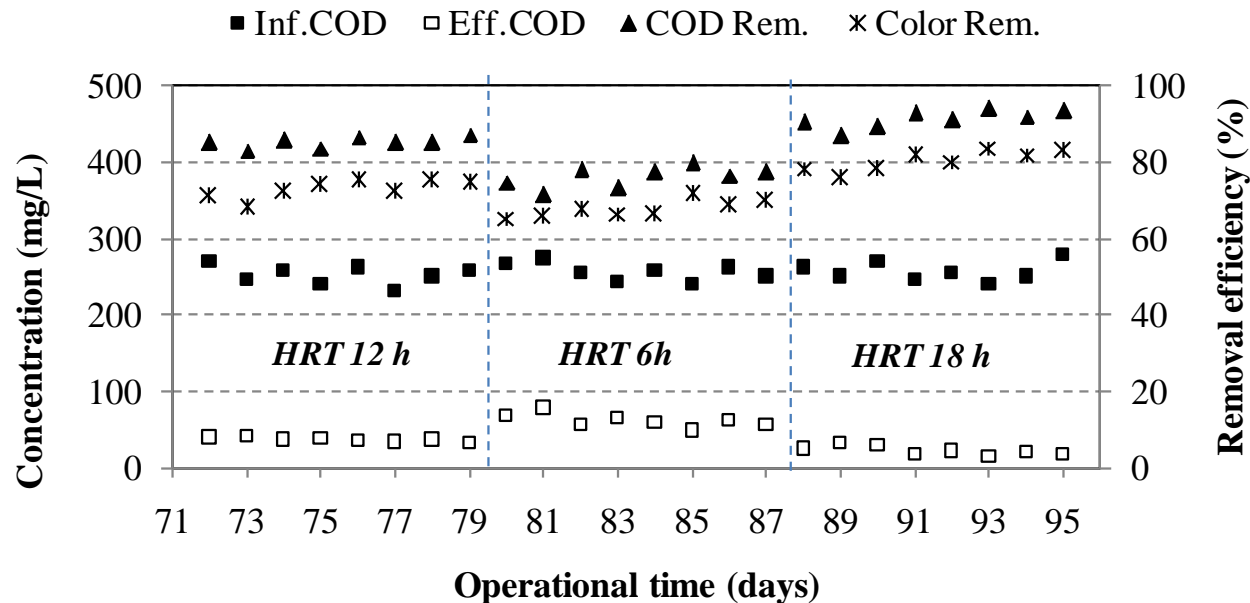 Inf.COD Eff.COD COD Rem. Color Rem.
Concentration (mg/L)
500
400
300
200
100
0
HRT 12 h HRT 6h HRT 18 h
100
80
60
40
20
0
Removal efficiency (%)
71 73 75 77 79 81 83 85 87 89 91 93 95
Operational time (days)